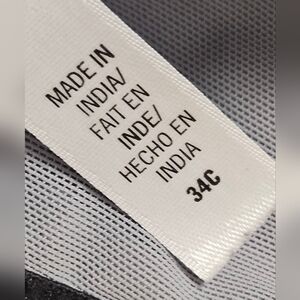 MADE IN
INDIA/
FAIT EN
INDE/
HECHO EN
INDIA
34C